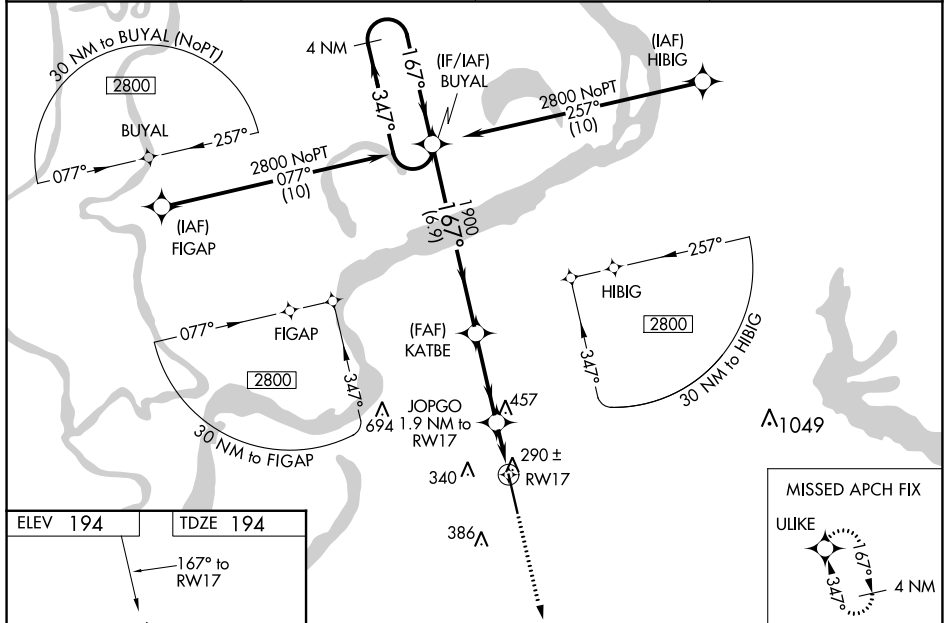 30 NM to BUYAL (NoPT)
2800
BUYAL
077°
257°
4 NM
347°
167°
(IF/IAF)
BUYAL
(IAF)
HIBIG
2800 NoPT
257°
(10)
2800 NoPT
077°
(10)
(IAF)
FIGAP
1900
167°
(6.9)
(FAF)
KATBE
257°
HIBIG
2800
347°
30 NM to HIBIG
077°
FIGAP
2800
347°
30 NM to FIGAP
694
JOPGO
1.9 NM to
RW17
457
290 ±
RW17
340
386
1049
ELEV 194
TDZE 194
167° to
RW17
MISSED APCH FIX
ULIKE
167°
347°
4 NM